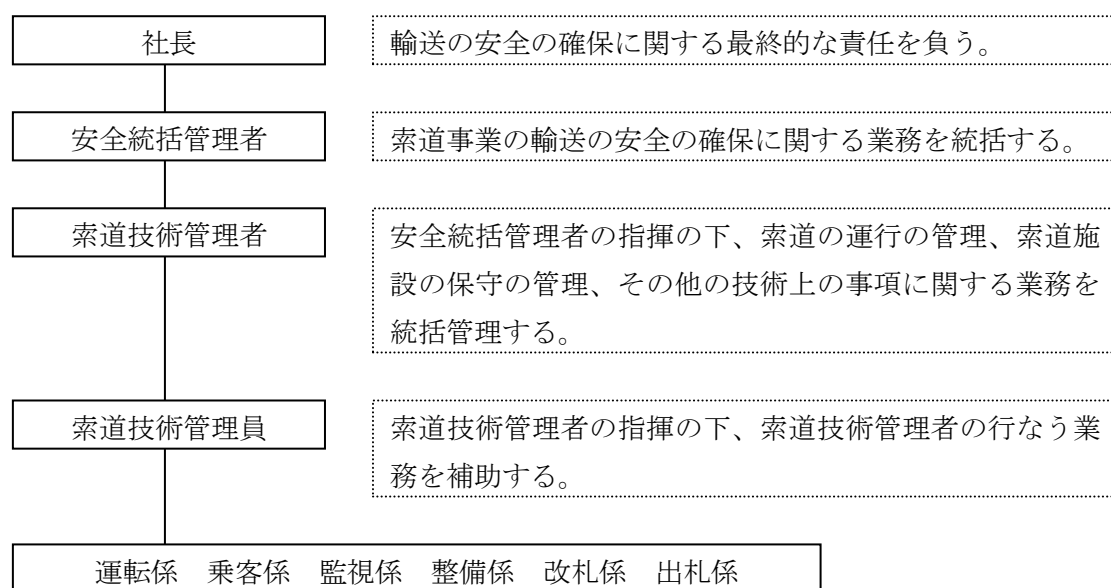 社長
輸送の安全の確保に関する最終的な責任を負う。
安全統括管理者
索道事業の輸送の安全の確保に関する業務を統括する。
索道技術管理者
安全統括管理者の指揮の下、索道の運行の管理、索道施
設の保守の管理、その他の技術上の事項に関する業務を
統括管理する。
索道技術管理員
索道技術管理者の指揮の下、索道技術管理者の行なう業
務を補助する。
運転係 乗客係 監視係 整備係 改札係 出札係